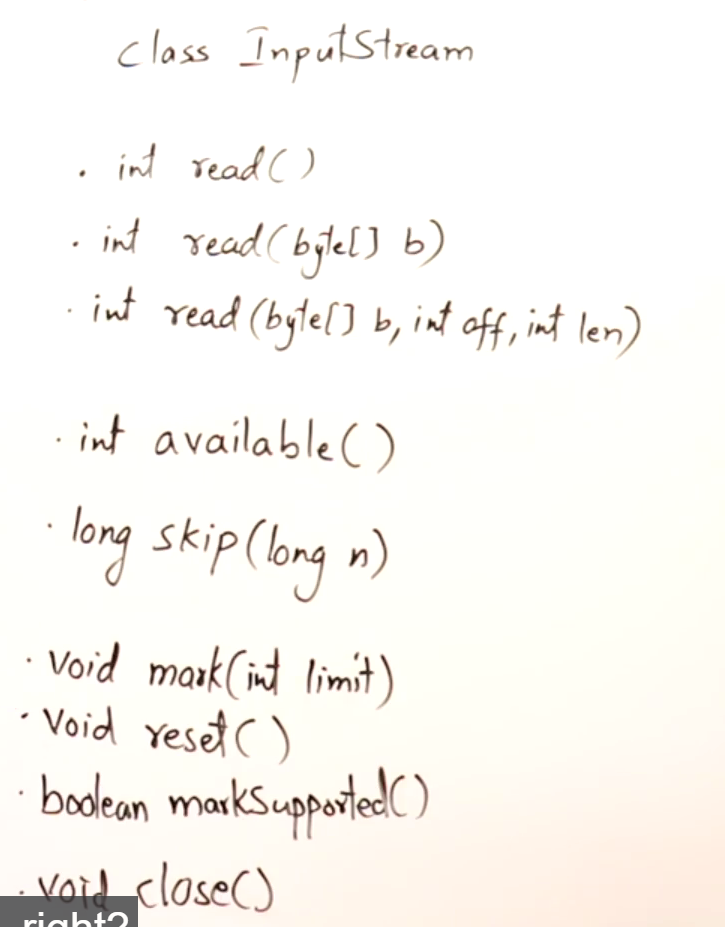 class InputStream
. int read()
. int read(byte[] b)
. int read(byte[] b, int off, int len)
. int available()
. long skip(long n)
. void mark(int limit)
. Void reset()
. boolean markSupported()
. void close()
right?